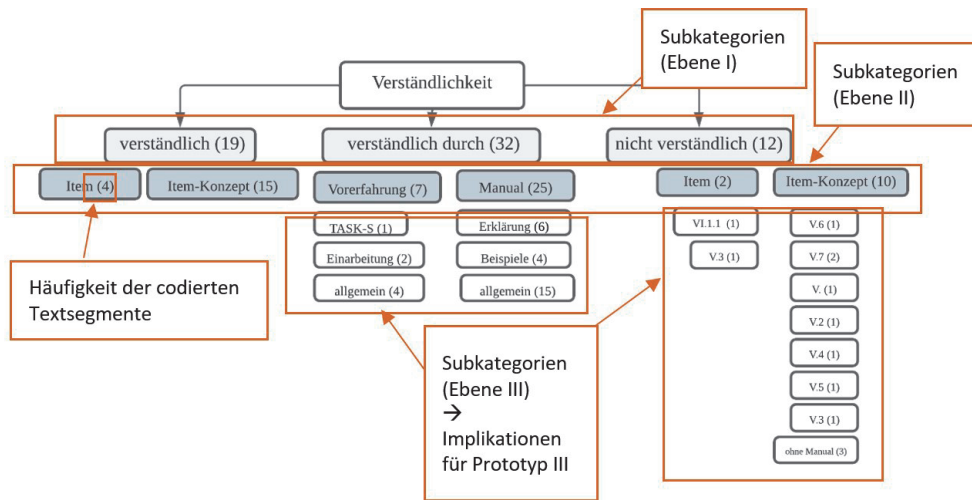 Subkategorien
(Ebene I)
Subkategorien
(Ebene II)
Verständlichkeit
verständlich (19)
verständlich durch (32)
nicht verständlich (12)
Item (4)
Item-Konzept (15)
Vorerfahrung (7)
Manual (25)
Item (2)
Item-Konzept (10)
TASK-S (1)
Erklärung (6)
VI.1.1 (1)
V.6 (1)
Einarbeitung (2)
Beispiele (4)
V.3 (1)
V.7 (2)
allgemein (4)
allgemein (15)
V. (1)
V.2 (1)
V.4 (1)
V.5 (1)
V.3 (1)
ohne Manual (3)
Häufigkeit der codierten
Textsegmente
Subkategorien
(Ebene III)
→
Implikationen
für Prototyp III